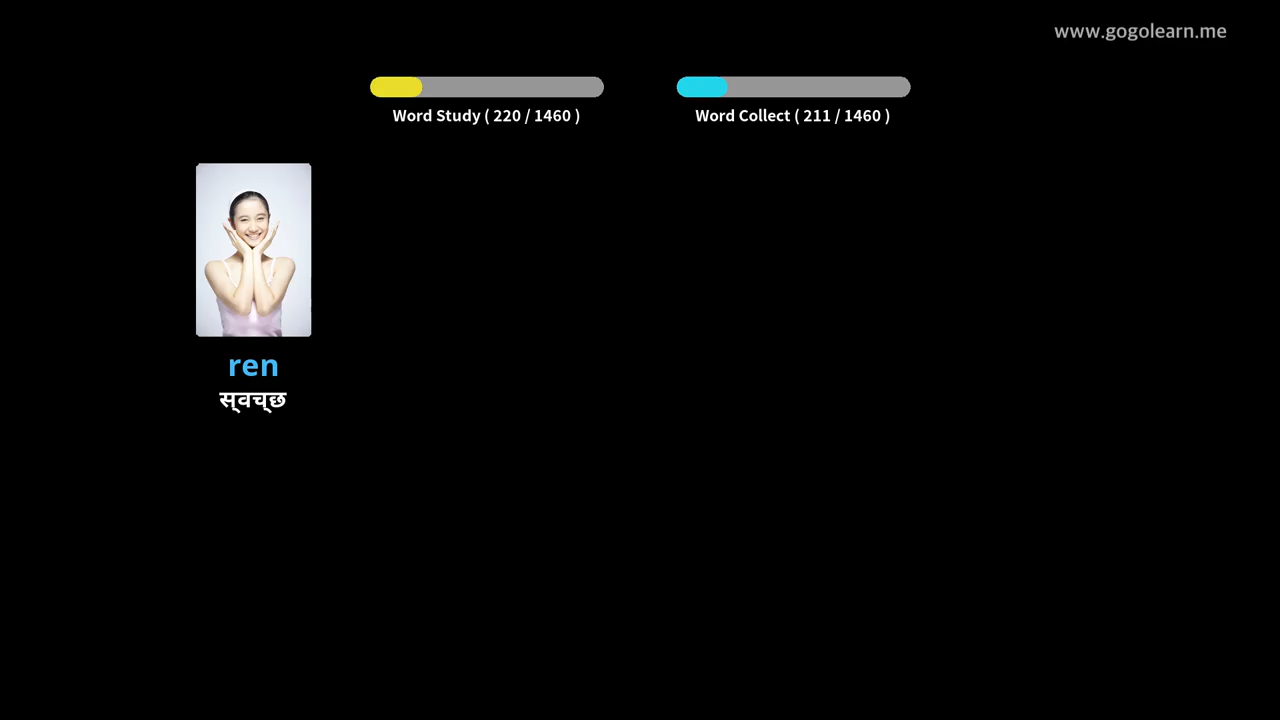 www.gogolearn.me
Word Study ( 220 / 1460 )
Word Collect ( 211 / 1460 )
ren
स्‌वच्‌छ